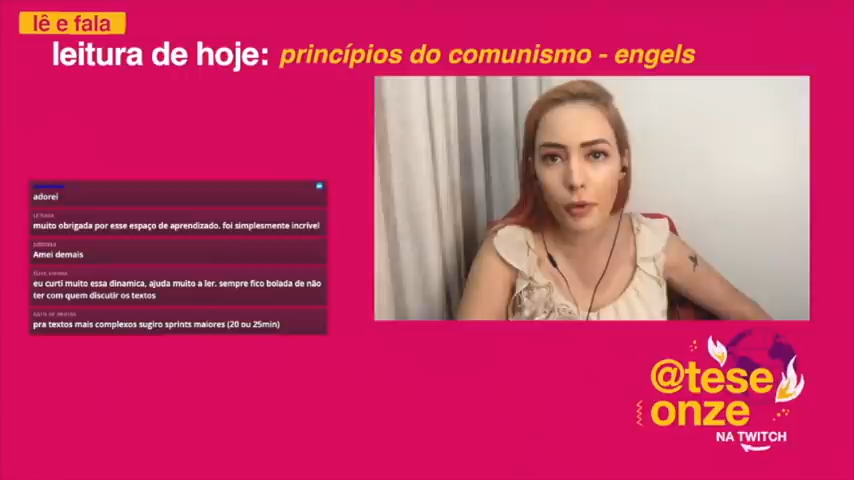 lê e fala
leitura de hoje: princípios do comunismo - engels
adorei
muito obrigada por esse espaço de aprendizado. foi simplesmente incrível
Amei demais
eu curti muito essa dinamica, ajuda muito a ler. sempre fico bolada de não
ter com quem discutir os textos
pra textos mais complexos sugiro sprints maiores (20 ou 25min)
@tese
onze
NA TWITCH